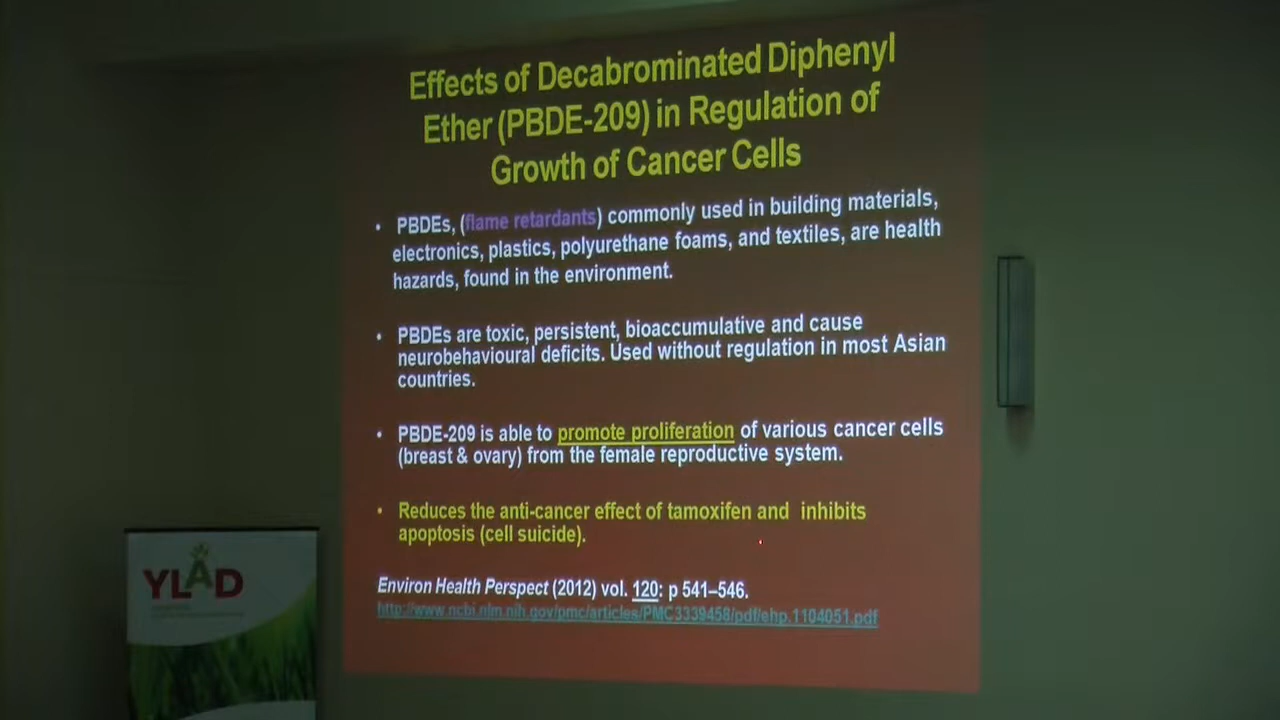 Effects of Decabrominated Diphenyl
Ether (PBDE-209) in Regulation of
Growth of Cancer Cells
• PBDEs, (flame retardants) commonly used in building materials,
electronics, plastics, polyurethane foams, and textiles, are health
hazards, found in the environment.
• PBDEs are toxic, persistent, bioaccumulative and cause
neurobehavioural deficits. Used without regulation in most Asian
countries.
• PBDE-209 is able to promote proliferation of various cancer cells
(breast & ovary) from the female reproductive system.
• Reduces the anti-cancer effect of tamoxifen and inhibits
apoptosis (cell suicide).
Environ Health Perspect (2012) vol. 120: p 541–546.
http://www.ncbi.nlm.nih.gov/pmc/articles/PMC3339458/pdf/ehp.1104051.pdf
YLAD